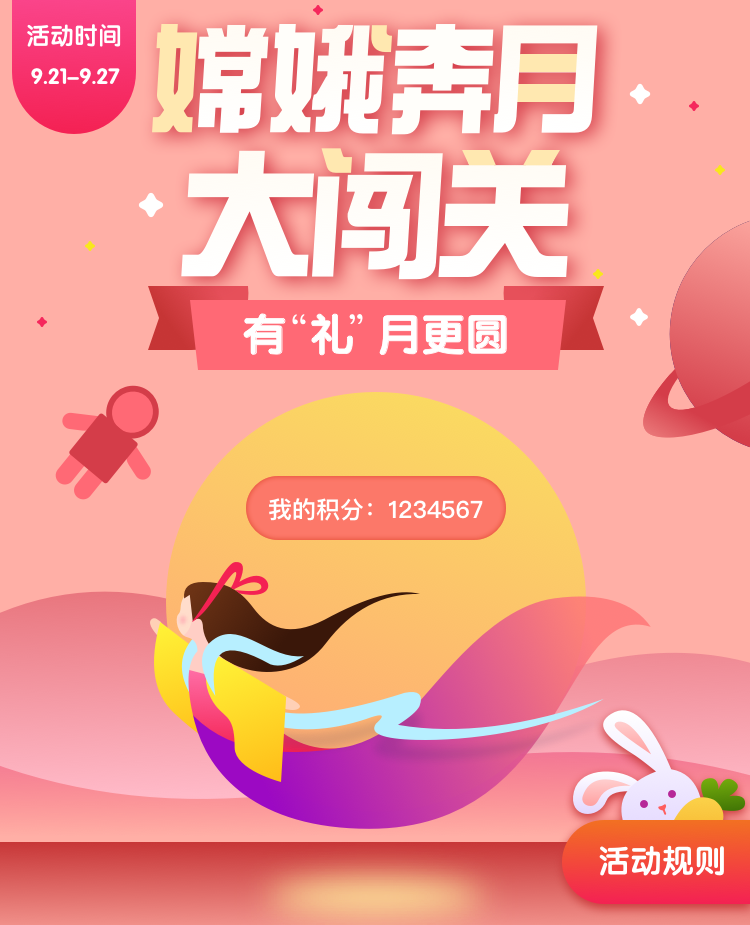 活动时间
9.21–9.27
嫦娥奔月
大闯关
有“礼”月更圆
我的积分：1234567
活动规则